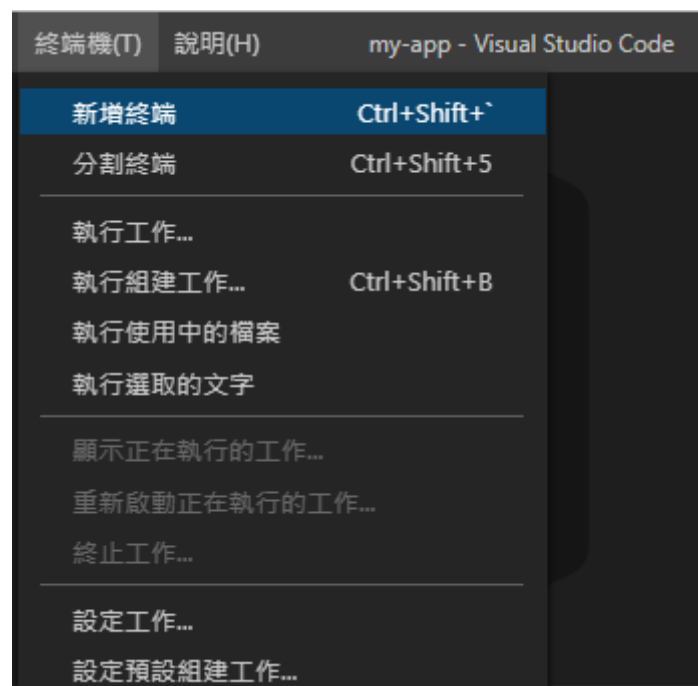 終端機(T) 說明(H) my-app - Visual Studio Code
新增終端 Ctrl+Shift+`
分割終端 Ctrl+Shift+5
執行工作...
執行組建工作... Ctrl+Shift+B
執行使用中的檔案
執行選取的文字
顯示正在執行的工作...
重新啟動正在執行的工作...
終止工作...
設定工作...
設定預設組建工作...